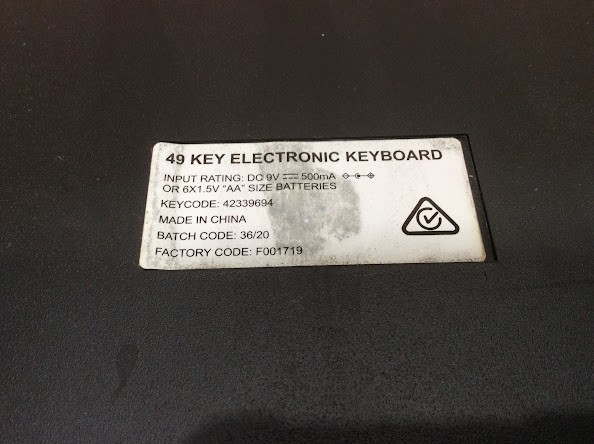 49 KEY ELECTRONIC KEYBOARD
INPUT RATING: DC 9V ⎓ 500mA
OR 6X1.5V "AA" SIZE BATTERIES
KEYCODE: 42339694
MADE IN CHINA
BATCH CODE: 36/20
FACTORY CODE: F001719